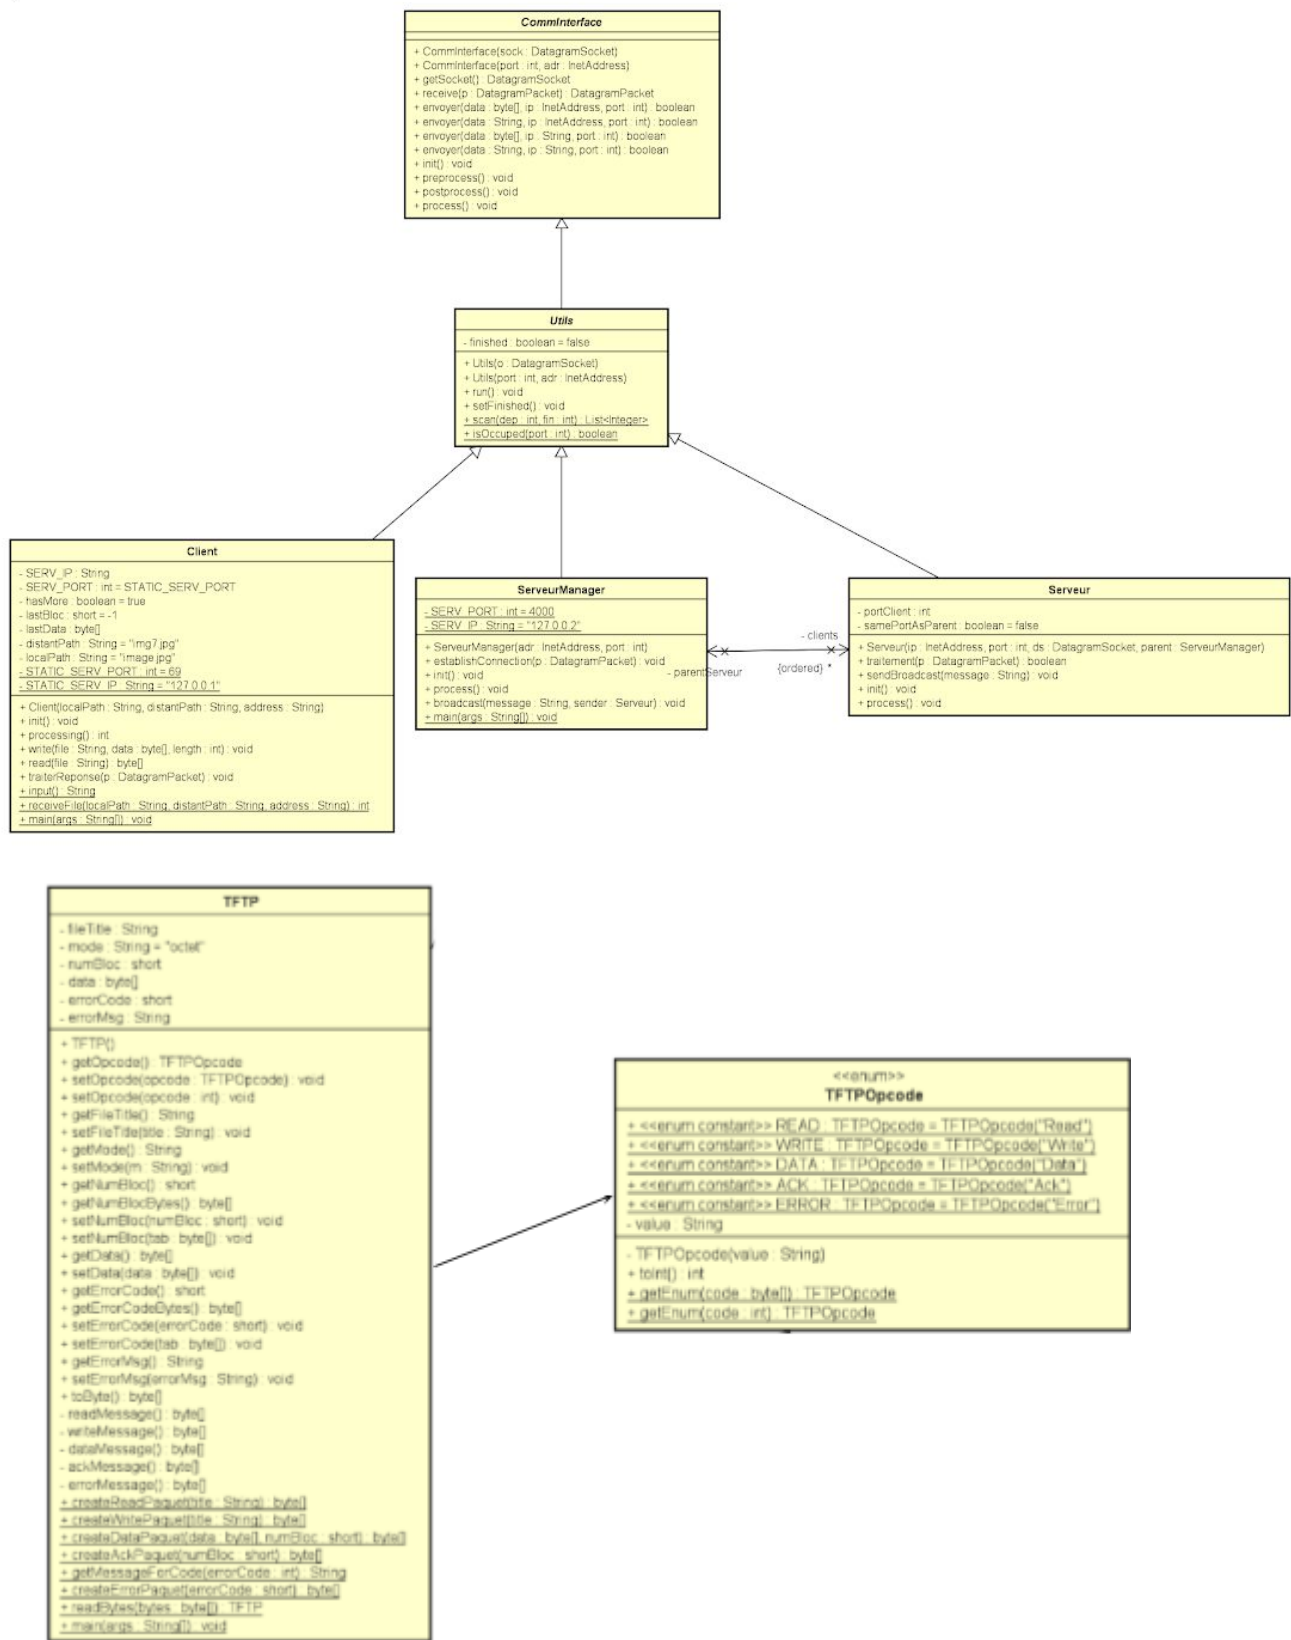 CommInterface
+ CommInterface(sock : DatagramSocket)
+ CommInterface(port : int, adr : InetAddress)
+ getSocket() : DatagramSocket
+ receive(p : DatagramPacket) : DatagramPacket
+ envoyer(data : byte[], ip : InetAddress, port : int) : boolean
+ envoyer(data : String, ip : InetAddress, port : int) : boolean
+ envoyer(data : byte[], ip : String, port : int) : boolean
+ envoyer(data : String, ip : String, port : int) : boolean
+ init() : void
+ preprocess() : void
+ postprocess() : void
+ process() : void
Utils
- finished : boolean = false
+ Utils(o : DatagramSocket)
+ Utils(port : int, adr : InetAddress)
+ run() : void
+ setFinished() : void
+ scan(dep : int, fin : int) : List<Integer>
+ isOccuped(port : int) : boolean
Client
- SERV_IP : String
- SERV_PORT : int = STATIC_SERV_PORT
- hasMore : boolean = true
- lastBloc : short = -1
- lastData : byte[]
- distantPath : String = "img7.jpg"
- localPath : String = "image.jpg"
- STATIC_SERV_PORT : int = 69
- STATIC_SERV_IP : String = "127.0.0.1"
+ Client(localPath : String, distantPath : String, address : String)
+ init() : void
+ processing() : int
+ write(file : String, data : byte[], length : int) : void
+ read(file : String) : byte[]
+ traiterReponse(p : DatagramPacket) : void
+ input() : String
+ receiveFile(localPath : String, distantPath : String, address : String) : int
+ main(args : String[]) : void
ServeurManager
- SERV_PORT : int = 4000
- SERV_IP : String = "127.0.0.2"
+ ServeurManager(adr : InetAddress, port : int)
+ establishConnection(p : DatagramPacket) : void
+ init() : void
+ process() : void
+ broadcast(message : String, sender : Serveur) : void
+ main(args : String[]) : void
- clients
- parentServeur
{ordered} *
Serveur
- portClient : int
- samePortAsParent : boolean = false
+ Serveur(ip : InetAddress, port : int, ds : DatagramSocket, parent : ServeurManager)
+ traitement(p : DatagramPacket) : boolean
+ sendBroadcast(message : String) : void
+ init() : void
+ process() : void
TFTP
- fileTitle : String
- mode : String = "octet"
- numBloc : short
- data : byte[]
- errorCode : short
- errorMsg : String
+ TFTP()
+ getOpcode() : TFTPOpcode
+ setOpcode(opcode : TFTPOpcode) : void
+ setOpcode(opcode : int) : void
+ getFileTitle() : String
+ setFileTitle(title : String) : void
+ getMode() : String
+ setMode(m : String) : void
+ getNumBloc() : short
+ getNumBlocBytes() : byte[]
+ setNumBloc(numBloc : short) : void
+ setNumBloc(tab : byte[]) : void
+ getData() : byte[]
+ setData(data : byte[]) : void
+ getErrorCode() : short
+ getErrorCodeBytes() : byte[]
+ setErrorCode(errorCode : short) : void
+ setErrorCode(tab : byte[]) : void
+ getErrorMsg() : String
+ setErrorMsg(errorMsg : String) : void
+ toByte() : byte[]
- readMessage() : byte[]
- writeMessage() : byte[]
- dataMessage() : byte[]
- ackMessage() : byte[]
- errorMessage() : byte[]
+ createReadPaquet(title : String) : byte[]
+ createWritePaquet(title : String) : byte[]
+ createDataPaquet(data : byte[], numBloc : short) : byte[]
+ createAckPaquet(numBloc : short) : byte[]
+ getMessageForCode(errorCode : int) : String
+ createErrorPaquet(errorCode : short) : byte[]
+ readBytes(bytes : byte[]) : TFTP
+ main(args : String[]) : void
<<enum>>
TFTPOpcode
+ <<enum constant>> READ : TFTPOpcode = TFTPOpcode("Read")
+ <<enum constant>> WRITE : TFTPOpcode = TFTPOpcode("Write")
+ <<enum constant>> DATA : TFTPOpcode = TFTPOpcode("Data")
+ <<enum constant>> ACK : TFTPOpcode = TFTPOpcode("Ack")
+ <<enum constant>> ERROR : TFTPOpcode = TFTPOpcode("Error")
- value : String
- TFTPOpcode(value : String)
+ toInt() : int
+ getEnum(code : byte[]) : TFTPOpcode
+ getEnum(code : int) : TFTPOpcode